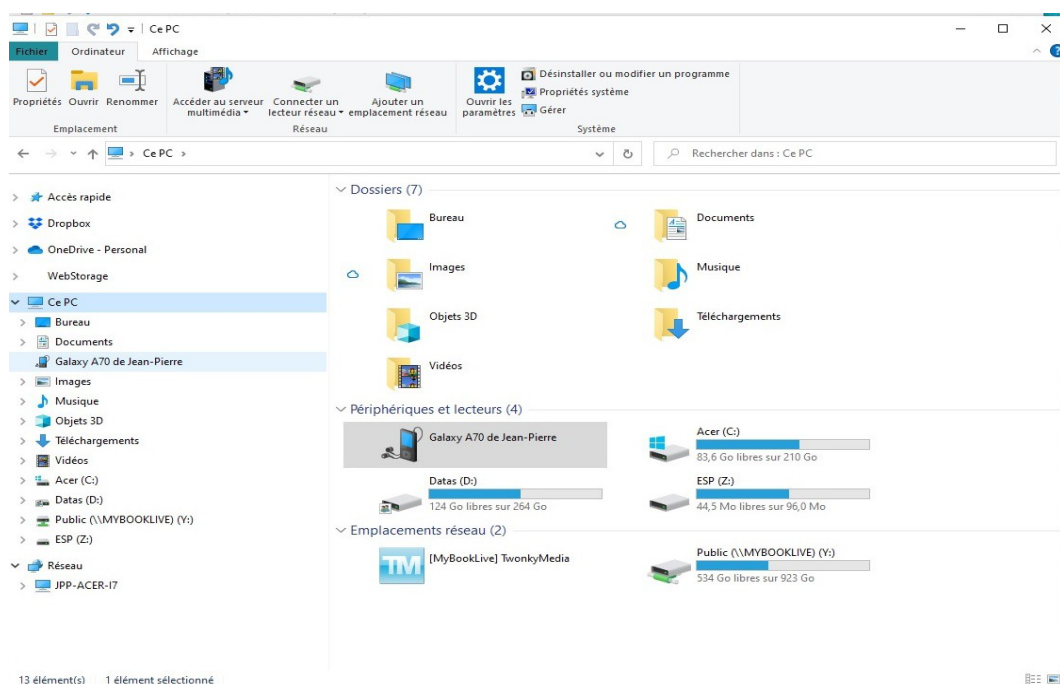 Ce PC
Fichier Ordinateur Affichage
Propriétés Ouvrir Renommer
Emplacement
Accéder au serveur multimédia
Connecter un lecteur réseau
Ajouter un emplacement réseau
Réseau
Ouvrir les paramètres
Désinstaller ou modifier un programme
Propriétés système
Gérer
Système
Ce PC
Rechercher dans : Ce PC
Accès rapide
Dropbox
OneDrive - Personal
WebStorage
Ce PC
Bureau
Documents
Galaxy A70 de Jean-Pierre
Images
Musique
Objets 3D
Téléchargements
Vidéos
Acer (C:)
Datas (D:)
Public (\\MYBOOKLIVE) (Y:)
ESP (Z:)
Réseau
JPP-ACER-I7
Dossiers (7)
Bureau
Documents
Images
Musique
Objets 3D
Téléchargements
Vidéos
Périphériques et lecteurs (4)
Galaxy A70 de Jean-Pierre
Acer (C:)
83,6 Go libres sur 210 Go
Datas (D:)
124 Go libres sur 264 Go
ESP (Z:)
44,5 Mo libres sur 96,0 Mo
Emplacements réseau (2)
TM
[MyBookLive] TwonkyMedia
Public (\\MYBOOKLIVE) (Y:)
534 Go libres sur 923 Go
13 élément(s) 1 élément sélectionné